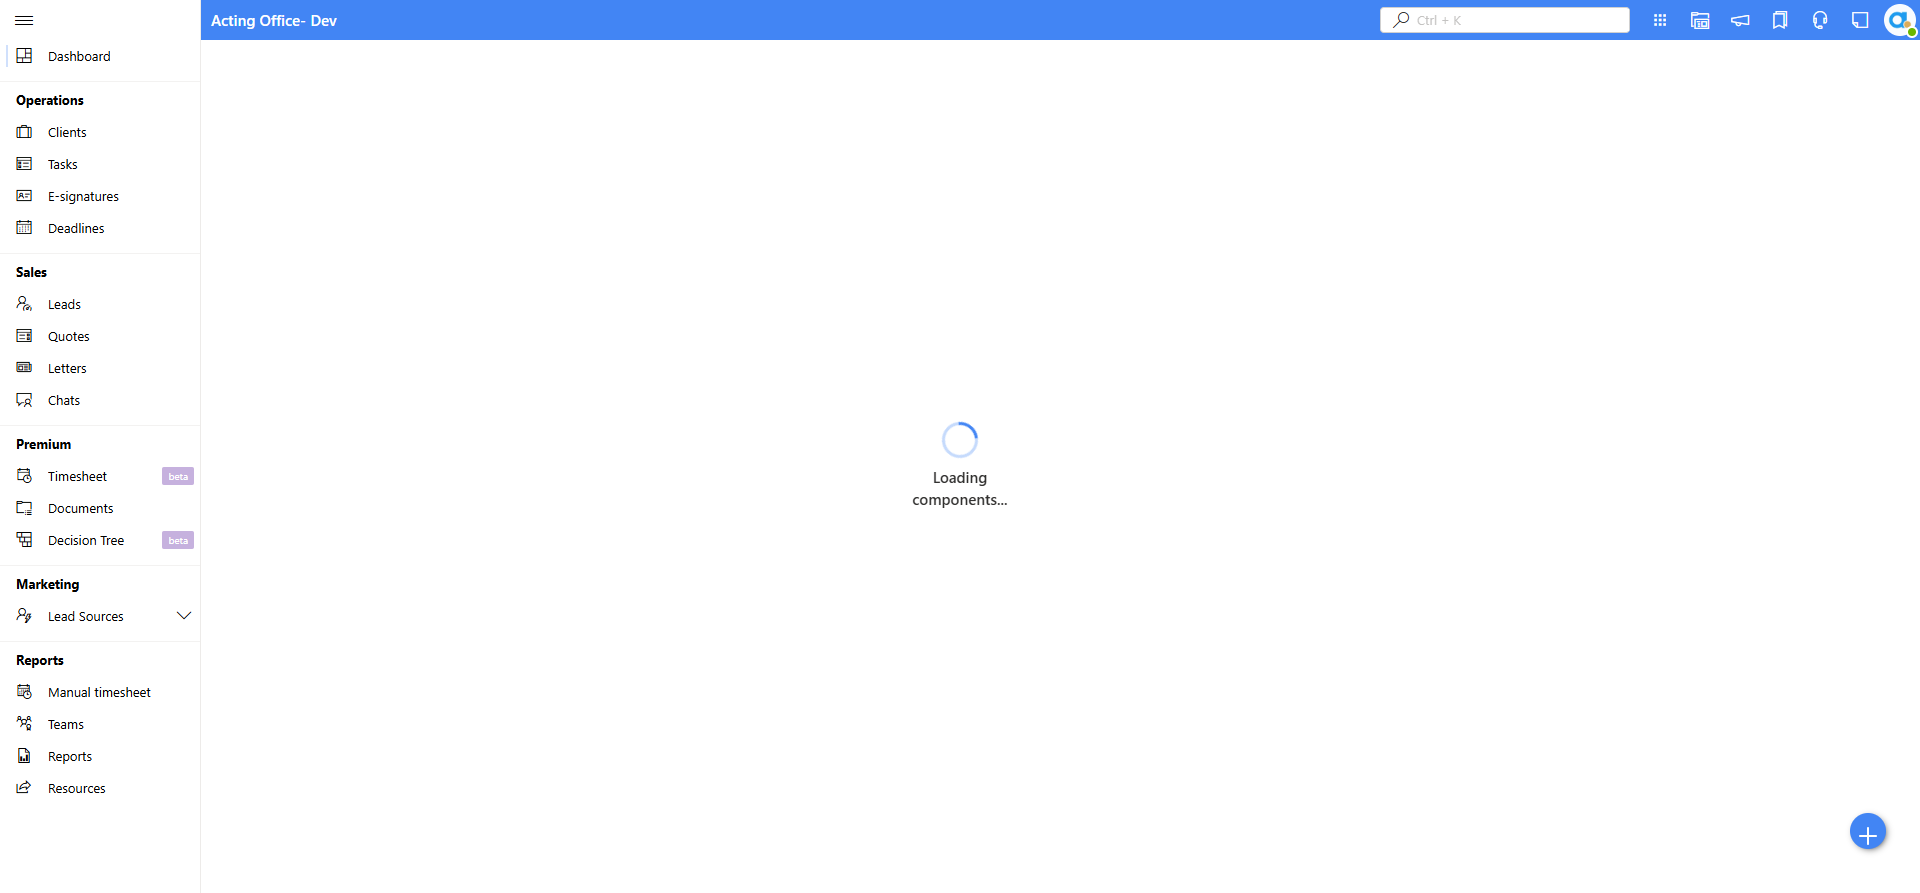 Acting Office- Dev
Ctrl + K
Dashboard
Operations
Clients
Tasks
E-signatures
Deadlines
Sales
Leads
Quotes
Letters
Chats
Premium
Timesheet beta
Documents
Decision Tree beta
Marketing
Lead Sources
Reports
Manual timesheet
Teams
Reports
Resources
Loading
components...